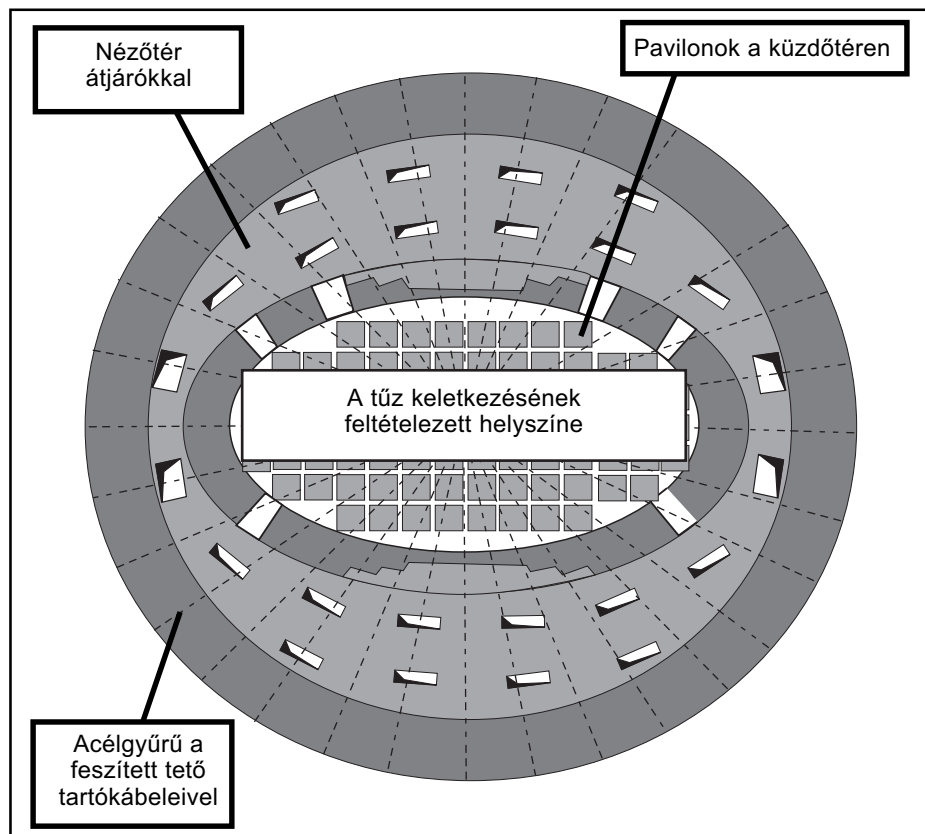 Nézőtér
átjárókkal
Pavilonok a küzdőtéren
A tűz keletkezésének
feltételezett helyszíne
Acélgyűrű a
feszített tető
tartókábeleivel